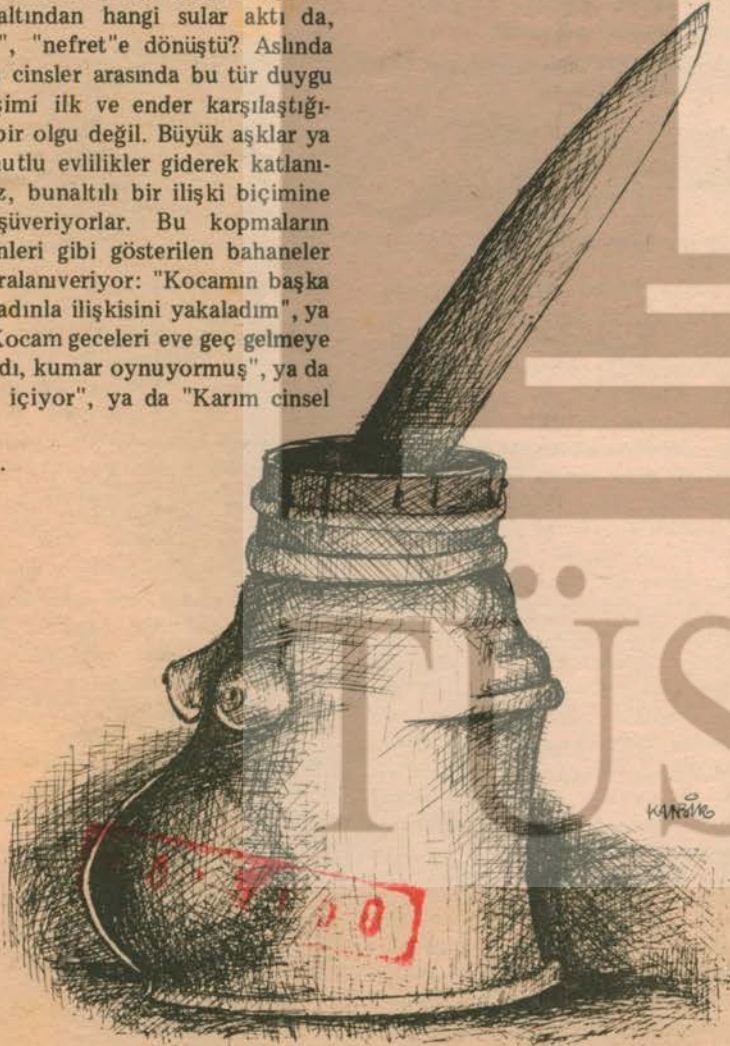 altından hangi sular aktı da,
", "nefret"e dönüştü? Aslında
cinsler arasında bu tür duygu
şimi ilk ve ender karşılaştığı-
bir olgu değil. Büyük aşklar ya
utlu evlilikler giderek katlanı-
z, bunaltılı bir ilişki biçimine
şüveriyorlar. Bu kopmaların
nleri gibi gösterilen bahaneler
ralanıveriyor: "Kocamın başka
adınla ilişkisini yakaladım", ya
Kocam geceleri eve geç gelmeye
dı, kumar oynuyormuş", ya da
içiyor", ya da "Karım cinsel
.
TÜS